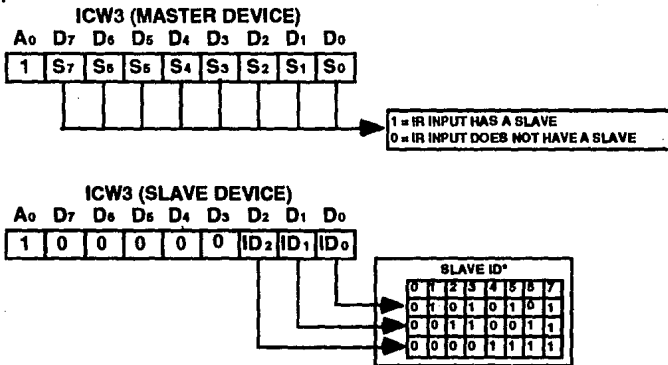 ICW3 (MASTER DEVICE)
A0 D7 D6 D5 D4 D3 D2 D1 D0
1 S7 S6 S5 S4 S3 S2 S1 S0
1 = IR INPUT HAS A SLAVE
0 = IR INPUT DOES NOT HAVE A SLAVE
ICW3 (SLAVE DEVICE)
A0 D7 D6 D5 D4 D3 D2 D1 D0
1 0 0 0 0 0 ID2 ID1 ID0
SLAVE ID*
0 1 2 3 4 5 6 7
0 1 0 1 0 1 0 1
0 0 1 1 0 0 1 1
0 0 0 0 1 1 1 1